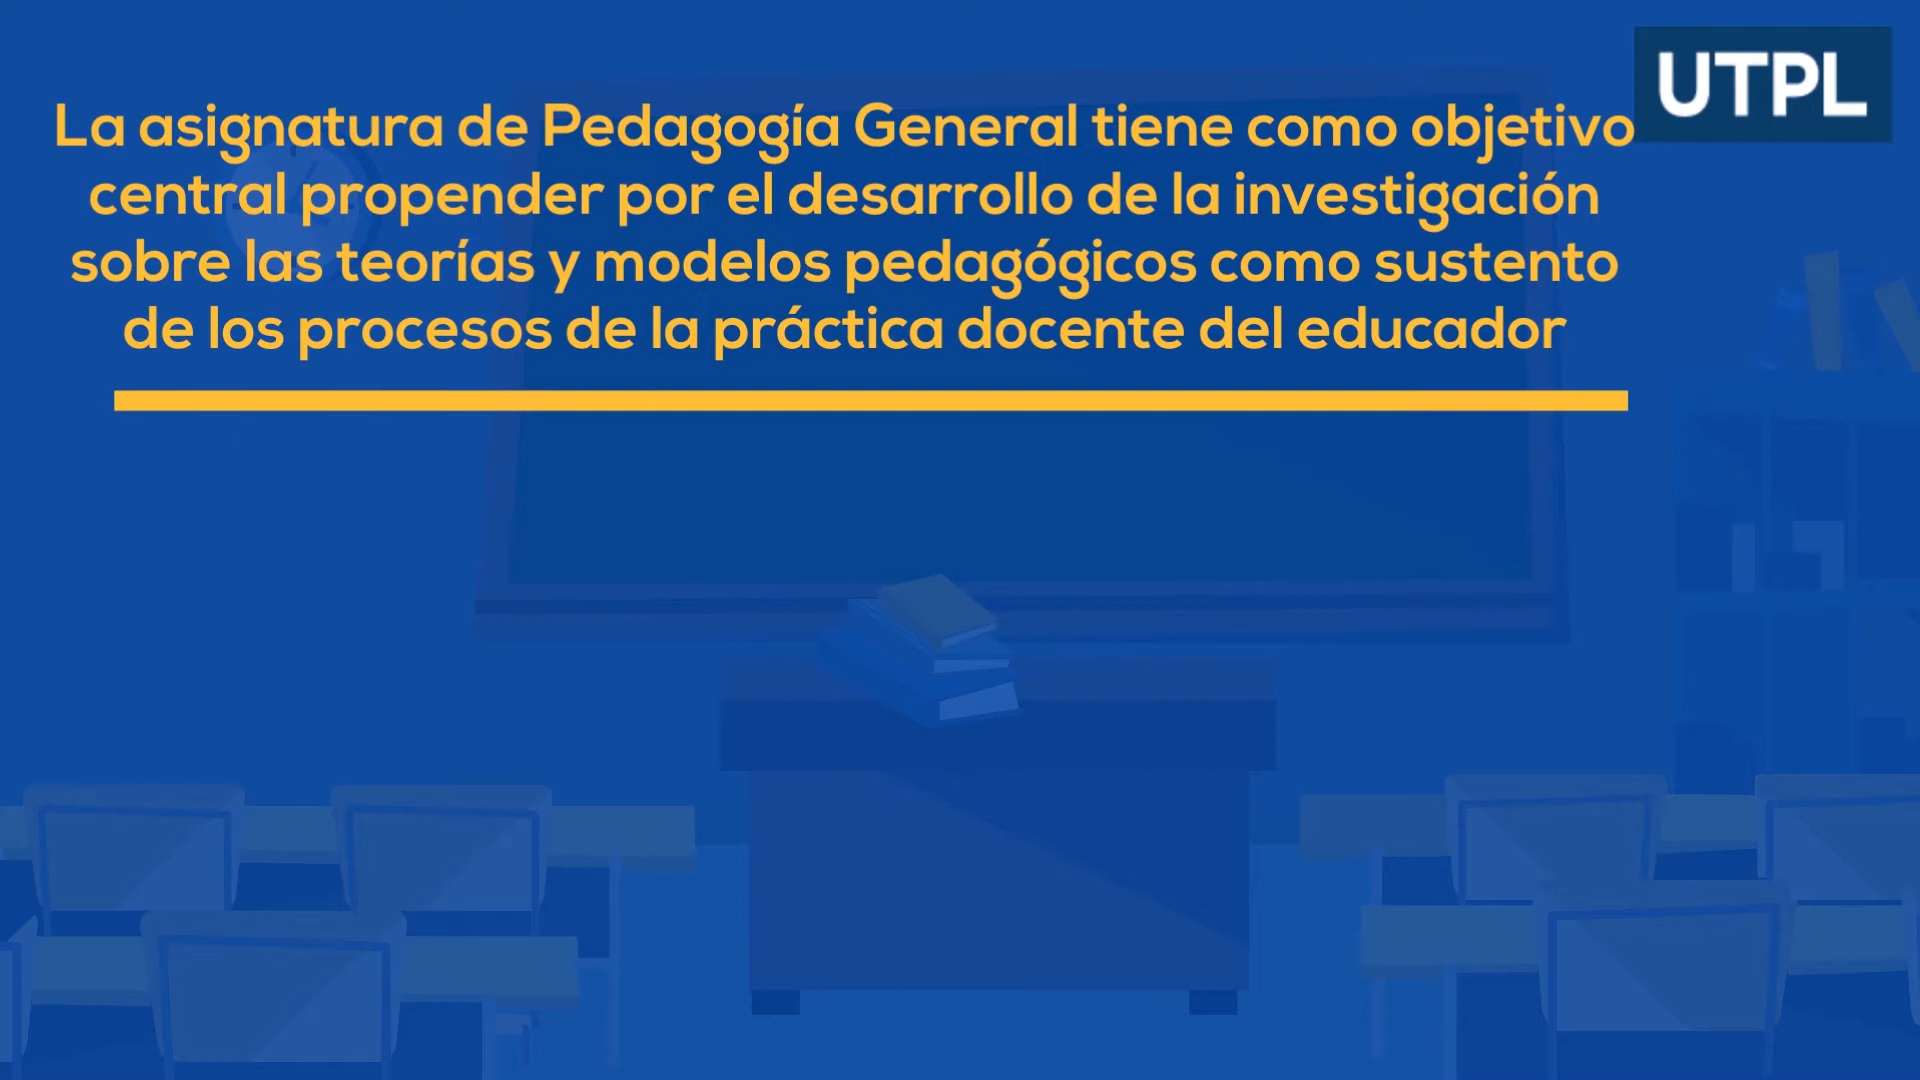 UTPL
La asignatura de Pedagogía General tiene como objetivo
central propender por el desarrollo de la investigación
sobre las teorías y modelos pedagógicos como sustento
de los procesos de la práctica docente del educador